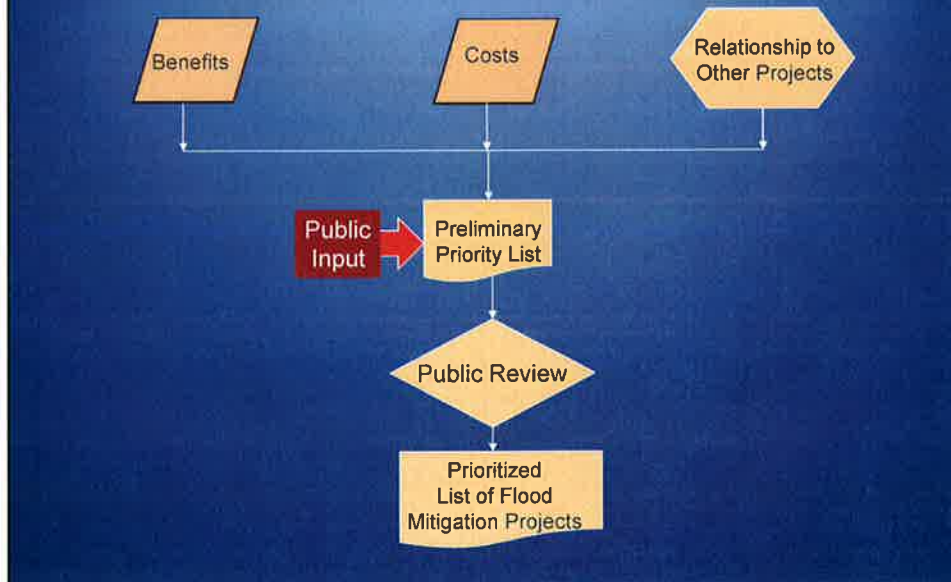 Benefits
Costs
Relationship to
Other Projects
Public
Input
Preliminary
Priority List
Public Review
Prioritized
List of Flood
Mitigation Projects